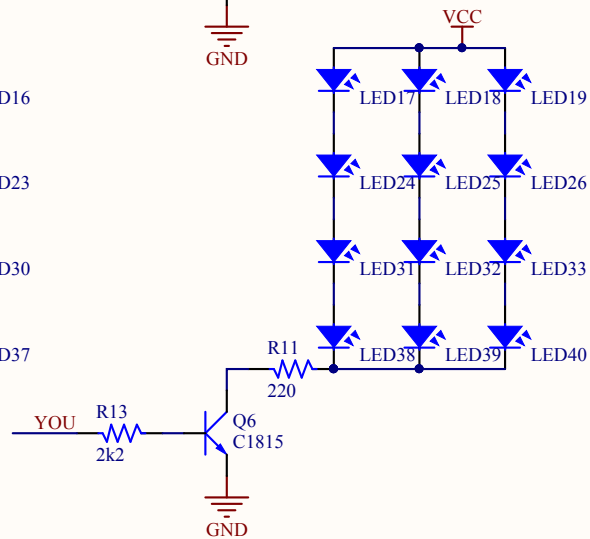 VCC
GND
D16
LED17
LED18
LED19
D23
LED24
LED25
LED26
D30
LED31
LED32
LED33
D37
LED38
LED39
LED40
R11
220
YOU
R13
2k2
Q6
C1815
GND